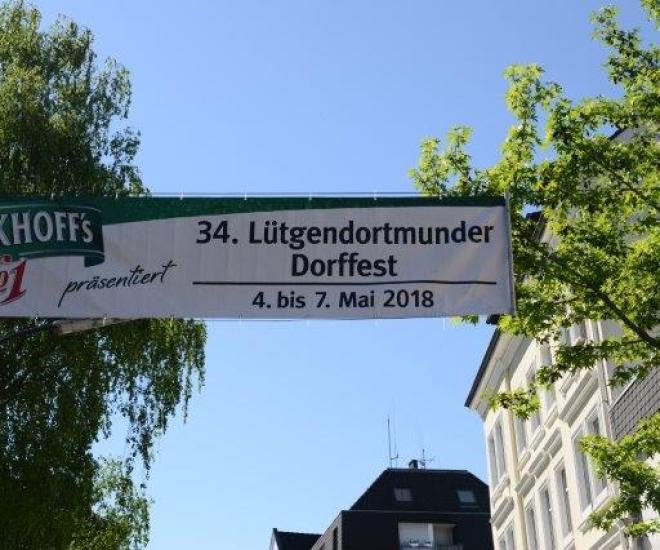 KHOFF's
präsentiert
34. Lütgendortmunder
Dorffest
4. bis 7. Mai 2018